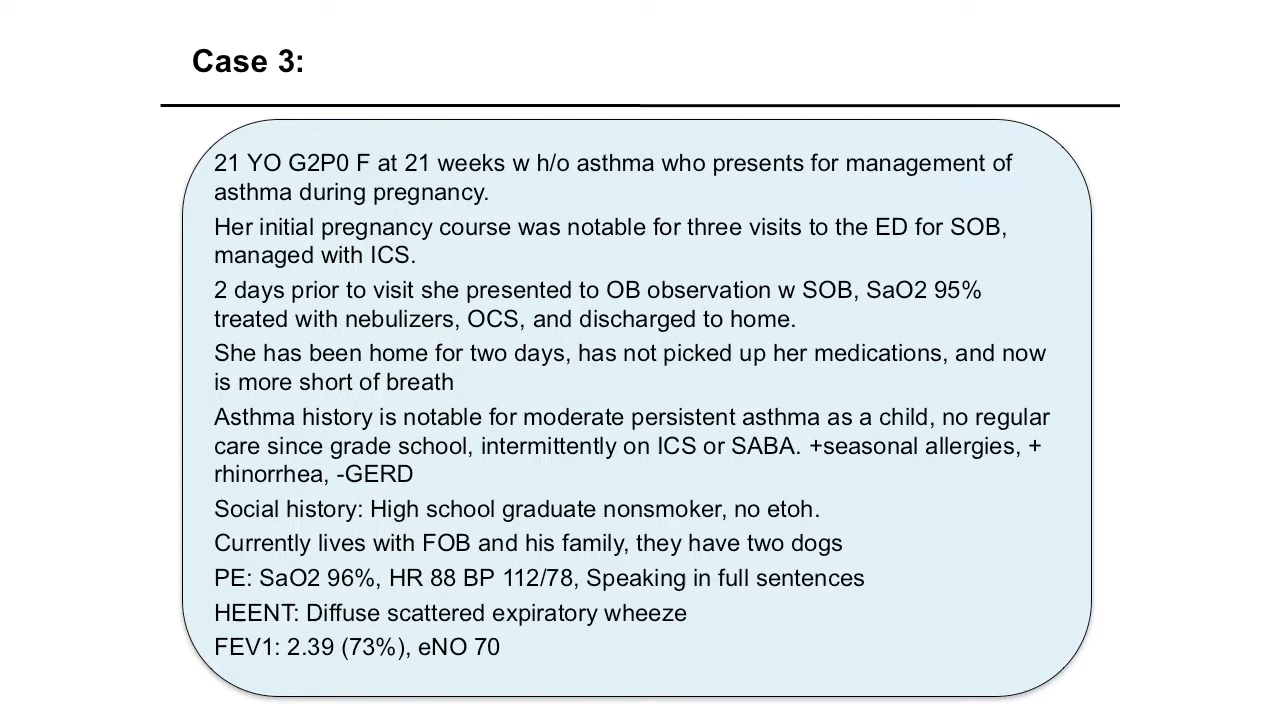 Case 3:
21 YO G2P0 F at 21 weeks w h/o asthma who presents for management of
asthma during pregnancy.
Her initial pregnancy course was notable for three visits to the ED for SOB,
managed with ICS.
2 days prior to visit she presented to OB observation w SOB, SaO2 95%
treated with nebulizers, OCS, and discharged to home.
She has been home for two days, has not picked up her medications, and now
is more short of breath
Asthma history is notable for moderate persistent asthma as a child, no regular
care since grade school, intermittently on ICS or SABA. +seasonal allergies, +
rhinorrhea, -GERD
Social history: High school graduate nonsmoker, no etoh.
Currently lives with FOB and his family, they have two dogs
PE: SaO2 96%, HR 88 BP 112/78, Speaking in full sentences
HEENT: Diffuse scattered expiratory wheeze
FEV1: 2.39 (73%), eNO 70